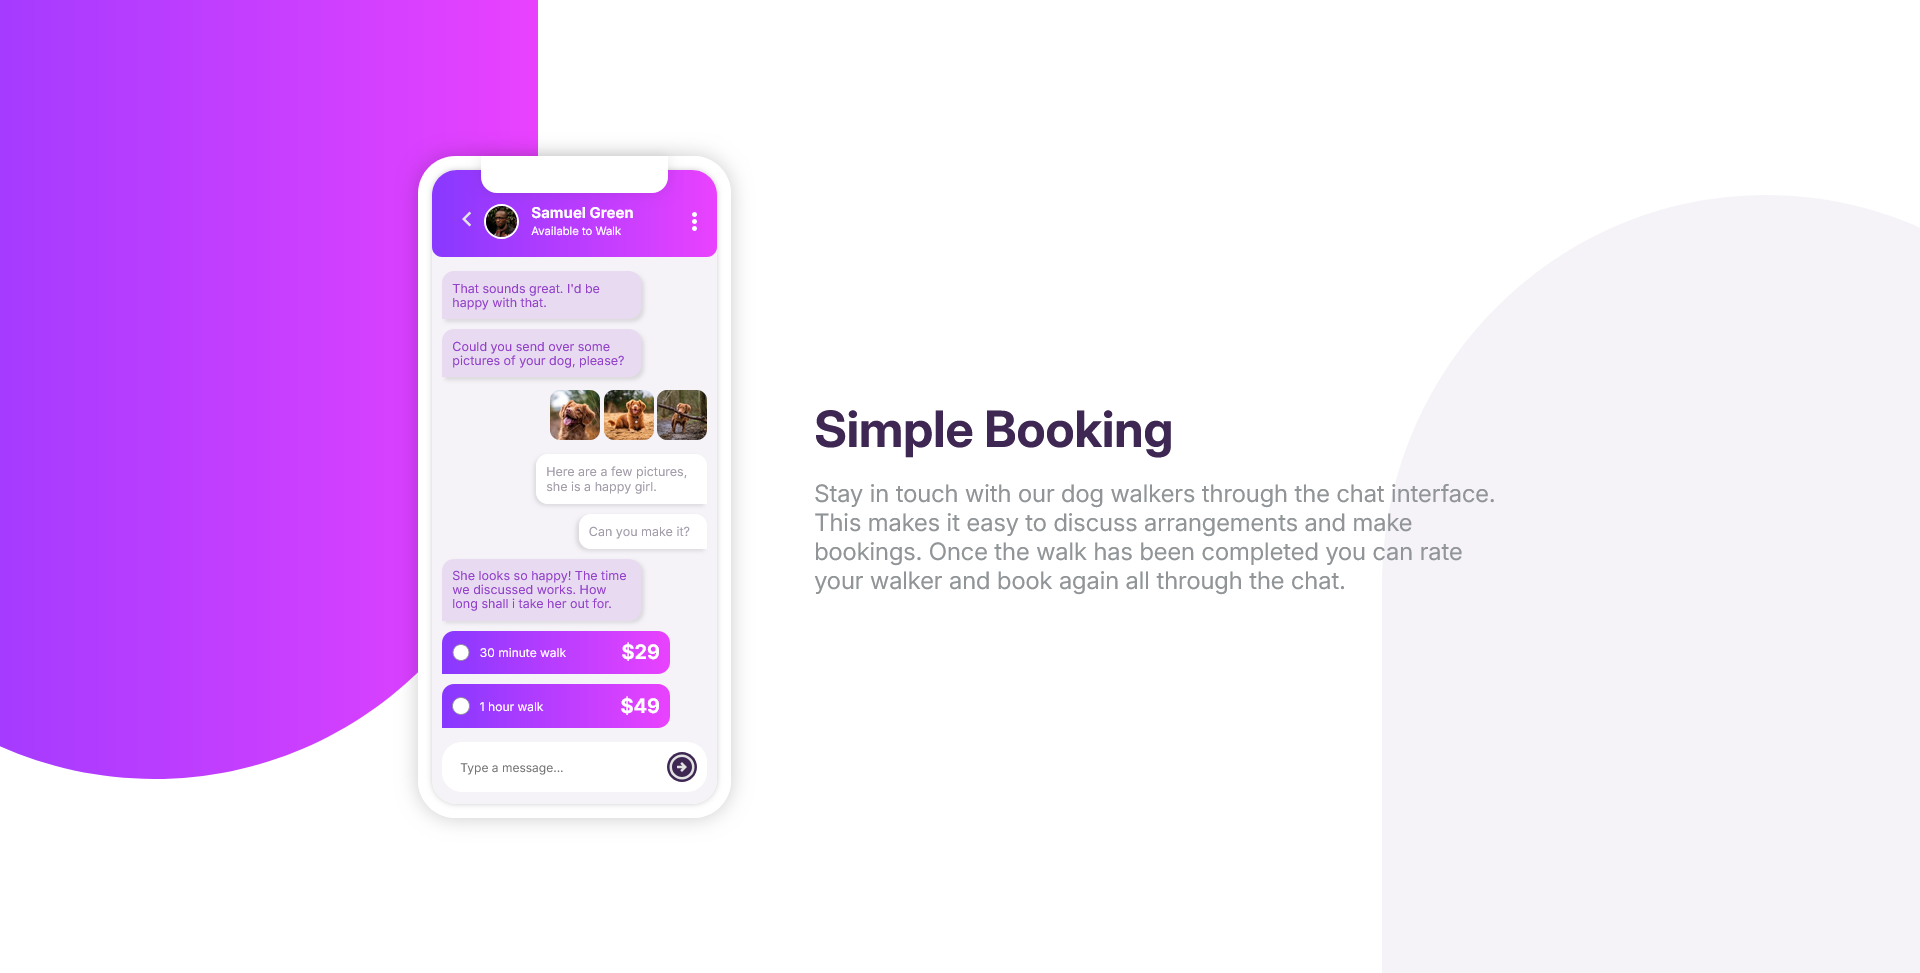 Samuel Green
Available to Walk
That sounds great. I'd be
happy with that.
Could you send over some
pictures of your dog, please?
Here are a few pictures,
she is a happy girl.
Can you make it?
She looks so happy! The time
we discussed works. How
long shall i take her out for.
30 minute walk $29
1 hour walk $49
Type a message...
Simple Booking
Stay in touch with our dog walkers through the chat interface.
This makes it easy to discuss arrangements and make
bookings. Once the walk has been completed you can rate
your walker and book again all through the chat.